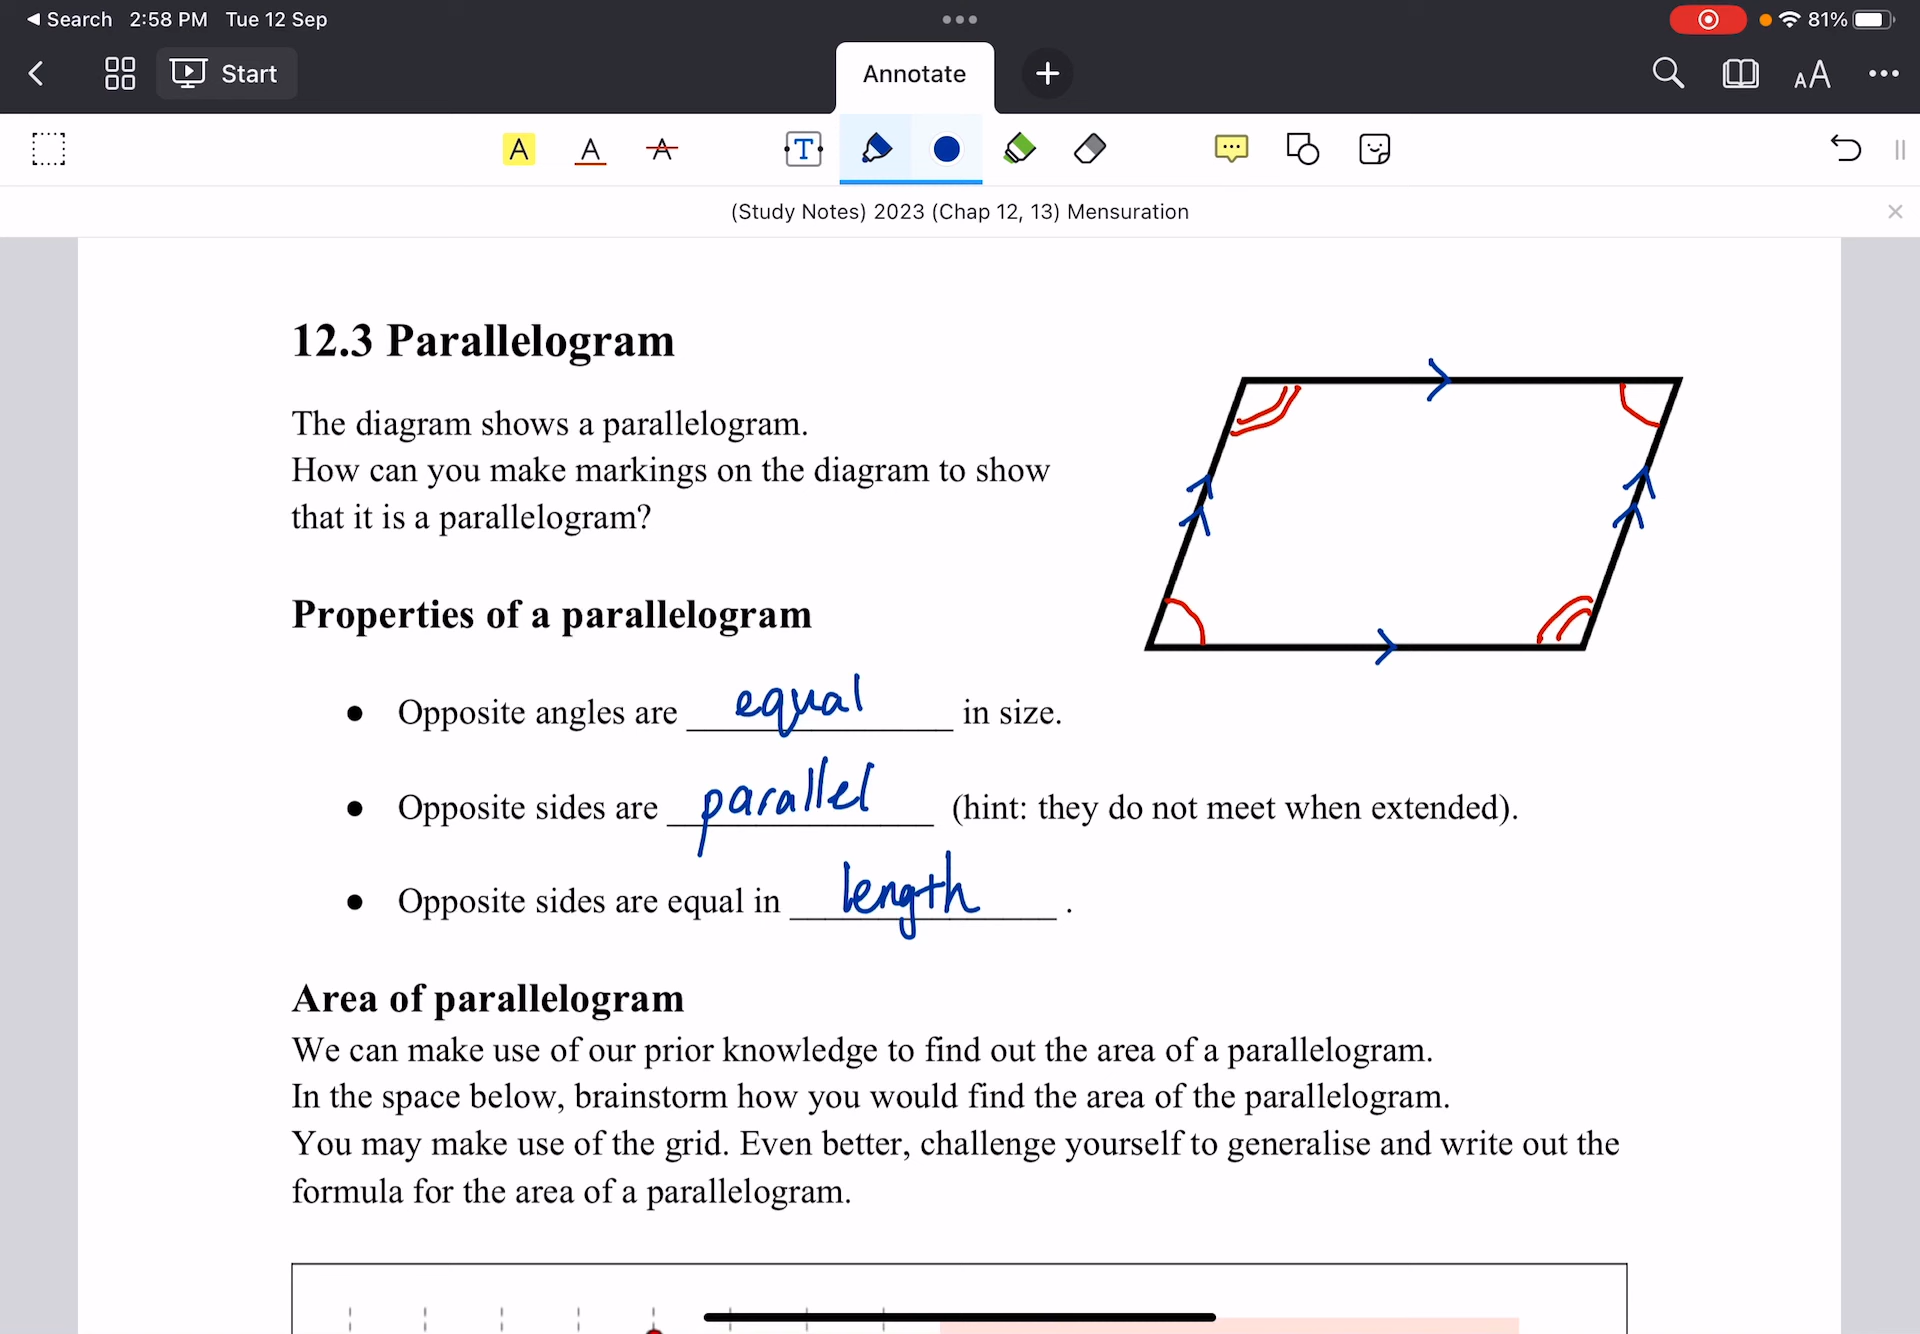 Search 2:58 PM Tue 12 Sep 81%
Start Annotate
(Study Notes) 2023 (Chap 12, 13) Mensuration
12.3 Parallelogram
The diagram shows a parallelogram.
How can you make markings on the diagram to show
that it is a parallelogram?
Properties of a parallelogram
• Opposite angles are equal in size.
• Opposite sides are parallel (hint: they do not meet when extended).
• Opposite sides are equal in length.
Area of parallelogram
We can make use of our prior knowledge to find out the area of a parallelogram.
In the space below, brainstorm how you would find the area of the parallelogram.
You may make use of the grid. Even better, challenge yourself to generalise and write out the
formula for the area of a parallelogram.